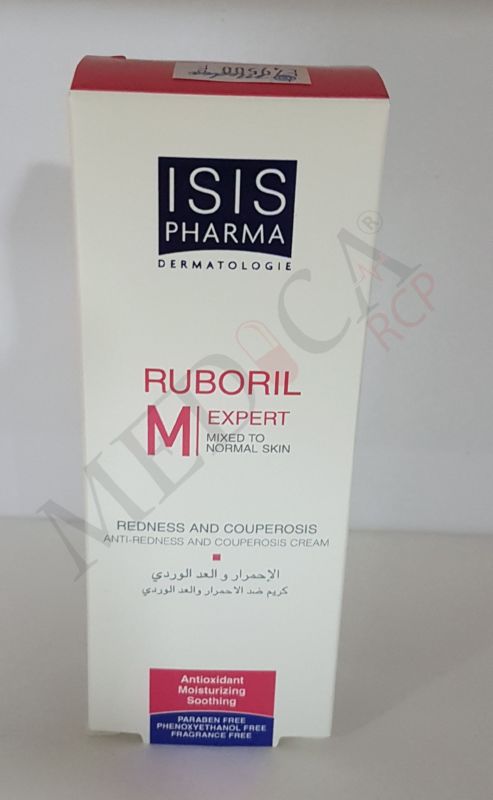 ISIS
PHARMA
DERMATOLOGIE
RUBORIL
M EXPERT
MIXED TO
NORMAL SKIN
REDNESS AND COUPEROSIS
ANTI-REDNESS AND COUPEROSIS CREAM
الإحمرار و العد الوردي
كريم ضد الاحمرار والعد الوردي
Antioxidant
Moisturizing
Soothing
PARABEN FREE
PHENOXYETHANOL FREE
FRAGRANCE FREE
MEDICA®
RCP